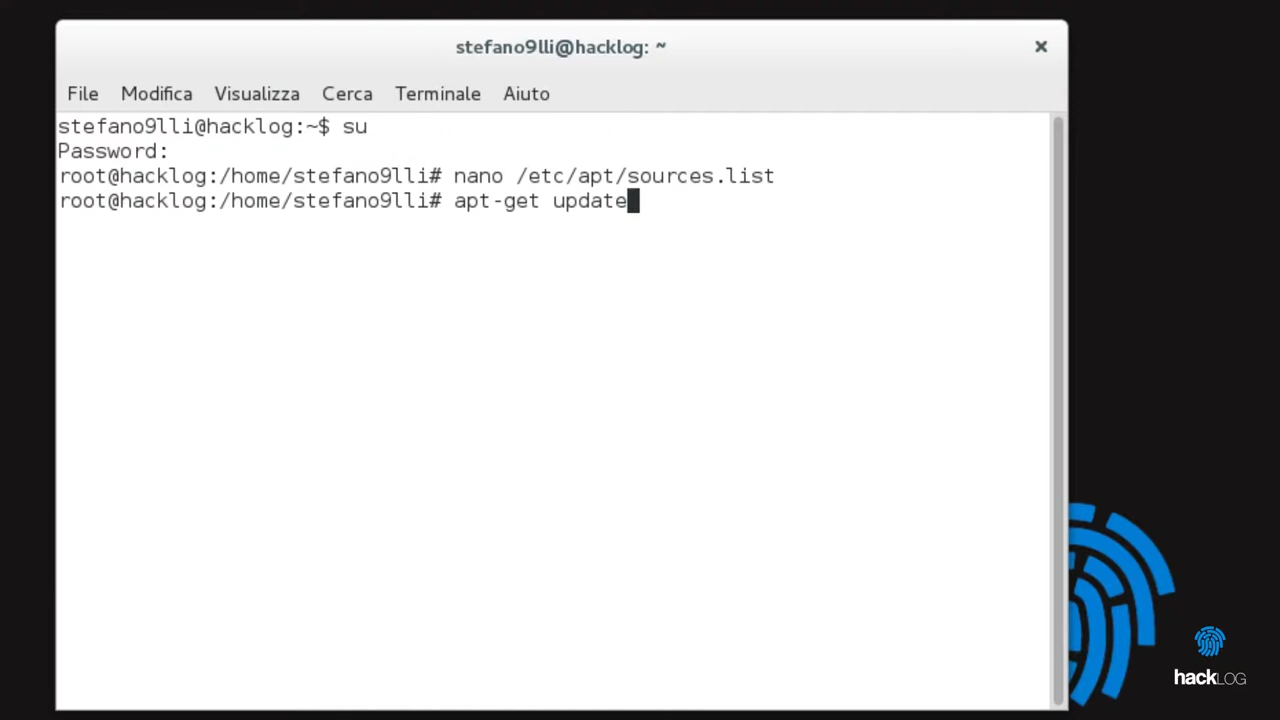 stefano9lli@hacklog: ~
×
File Modifica Visualizza Cerca Terminale Aiuto
stefano9lli@hacklog:~$ su
Password:
root@hacklog:/home/stefano9lli# nano /etc/apt/sources.list
root@hacklog:/home/stefano9lli# apt-get update
hackLOG